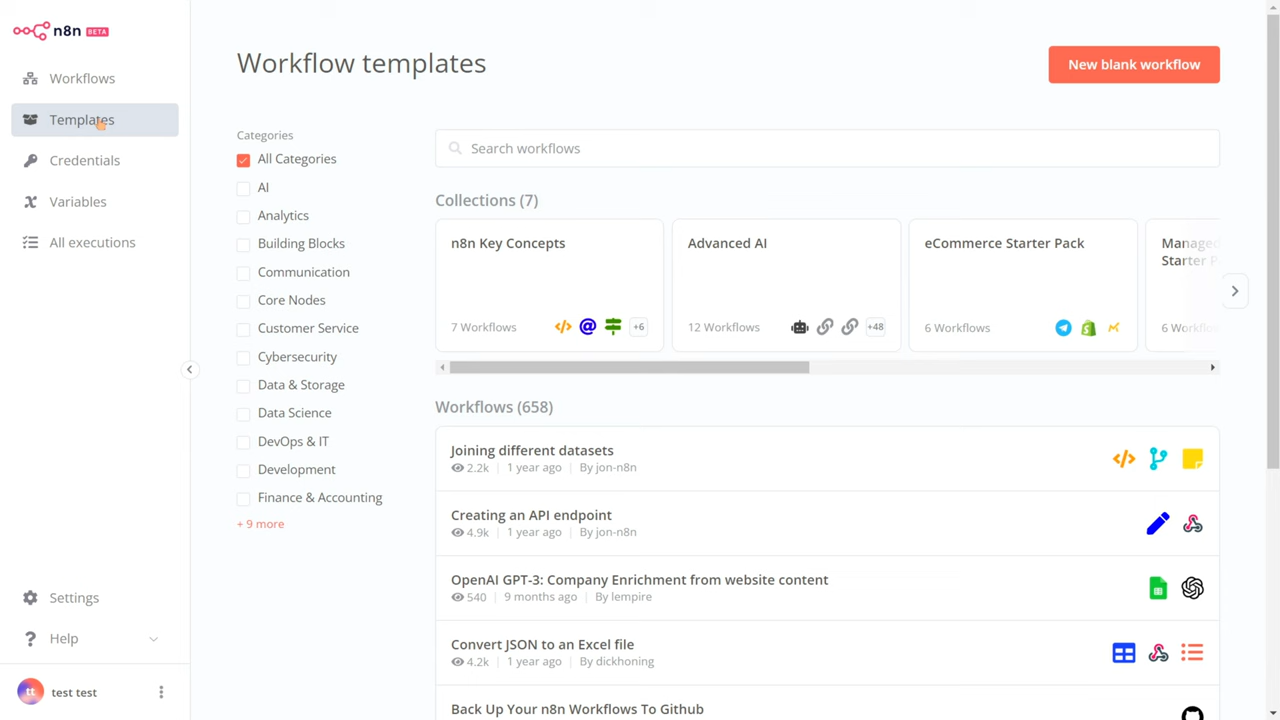 n8n BETA
Workflows
Templates
Credentials
Variables
All executions
Settings
Help
tt test test
Workflow templates
New blank workflow
Categories
All Categories
AI
Analytics
Building Blocks
Communication
Core Nodes
Customer Service
Cybersecurity
Data & Storage
Data Science
DevOps & IT
Development
Finance & Accounting
+ 9 more
Search workflows
Collections (7)
n8n Key Concepts
7 Workflows +6
Advanced AI
12 Workflows +48
eCommerce Starter Pack
6 Workflows
Managed
Starter P
6 Workflo
Workflows (658)
Joining different datasets
2.2k 1 year ago By jon-n8n
Creating an API endpoint
4.9k 1 year ago By jon-n8n
OpenAI GPT-3: Company Enrichment from website content
540 9 months ago By lempire
Convert JSON to an Excel file
4.2k 1 year ago By dickhoning
Back Up Your n8n Workflows To Github